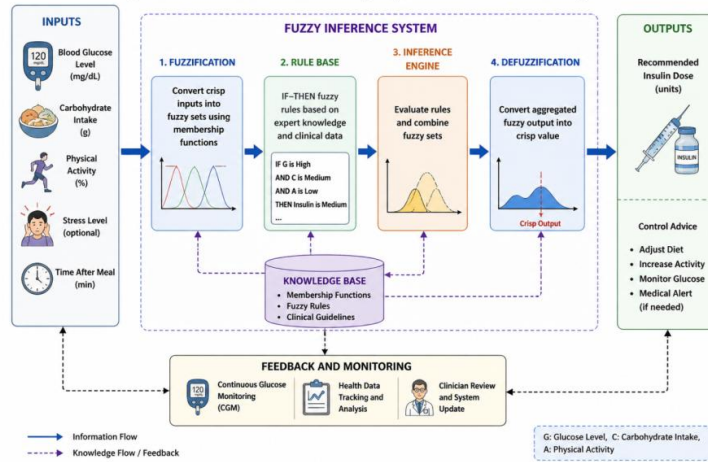 INPUTS
120
mg/dL
Blood Glucose
Level
(mg/dL)
Carbohydrate
Intake
(g)
Physical
Activity
(%)
Stress Level
(optional)
Time After Meal
(min)
FUZZY INFERENCE SYSTEM
1. FUZZIFICATION
Convert crisp
inputs into
fuzzy sets using
membership
functions
2. RULE BASE
IF–THEN fuzzy
rules based on
expert knowledge
and clinical data
IF G is High
AND C is Medium
AND A is Low
THEN Insulin is Medium
...
3. INFERENCE
ENGINE
Evaluate rules
and combine
fuzzy sets
4. DEFUZZIFICATION
Convert aggregated
fuzzy output into
crisp value
Crisp Output
KNOWLEDGE BASE
• Membership Functions
• Fuzzy Rules
• Clinical Guidelines
OUTPUTS
Recommended
Insulin Dose
(units)
INSULIN
Control Advice
• Adjust Diet
• Increase Activity
• Monitor Glucose
• Medical Alert
(if needed)
FEEDBACK AND MONITORING
120
Continuous Glucose
Monitoring
(CGM)
Health Data
Tracking and
Analysis
Clinician Review
and System
Update
Information Flow
Knowledge Flow / Feedback
G: Glucose Level, C: Carbohydrate Intake,
A: Physical Activity